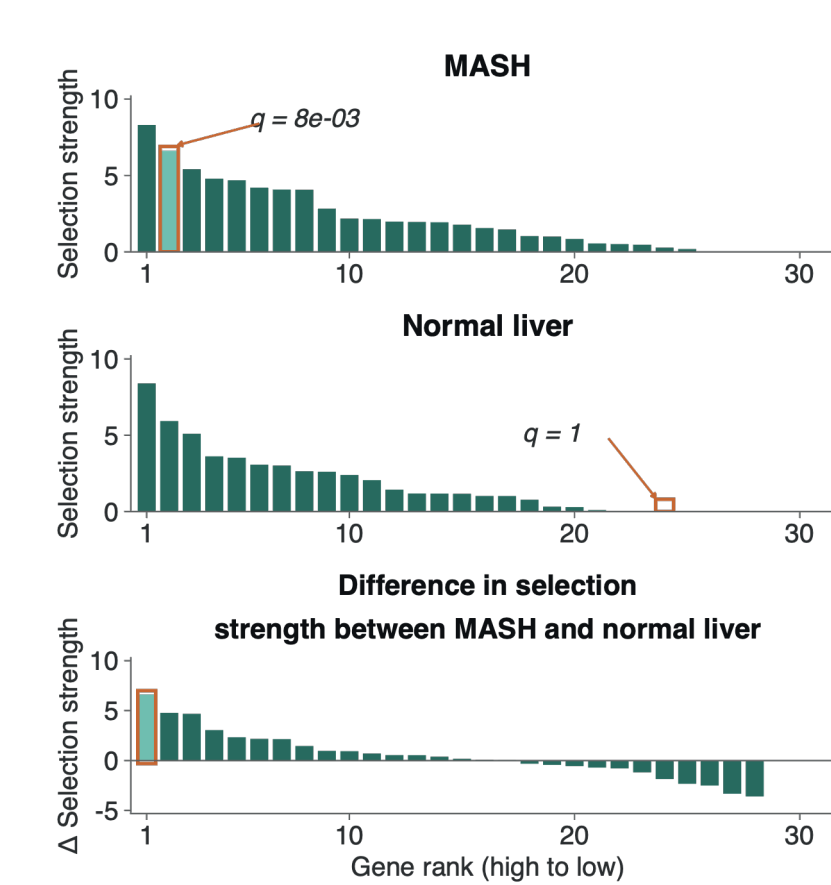 MASH
Selection strength
10
5
0
q = 8e-03
1
10
20
30
Normal liver
Selection strength
10
5
0
q = 1
1
10
20
30
Difference in selection
strength between MASH and normal liver
Δ Selection strength
10
5
0
-5
1
10
20
30
Gene rank (high to low)